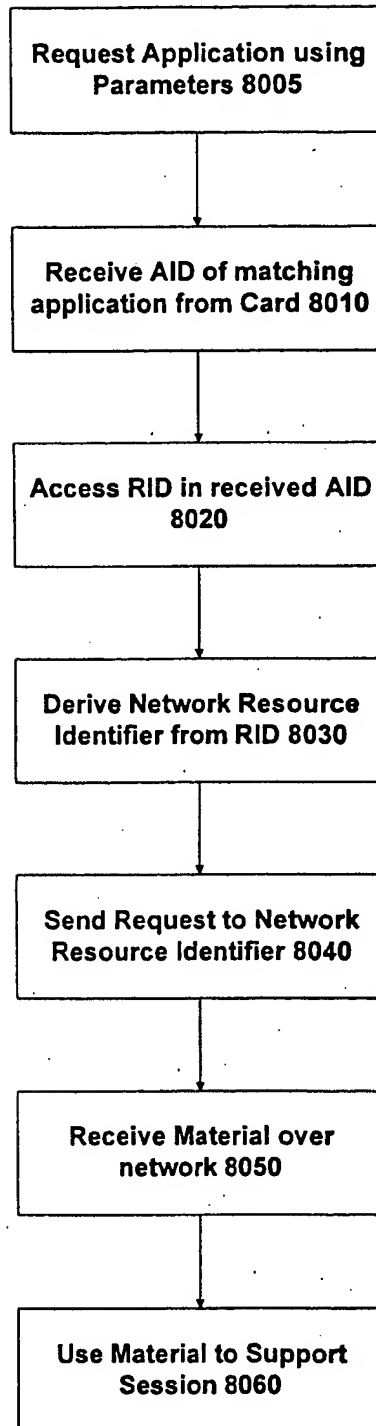 Request Application using
Parameters 8005
Receive AID of matching
application from Card 8010
Access RID in received AID
8020
Derive Network Resource
Identifier from RID 8030
Send Request to Network
Resource Identifier 8040
Receive Material over
network 8050
Use Material to Support
Session 8060